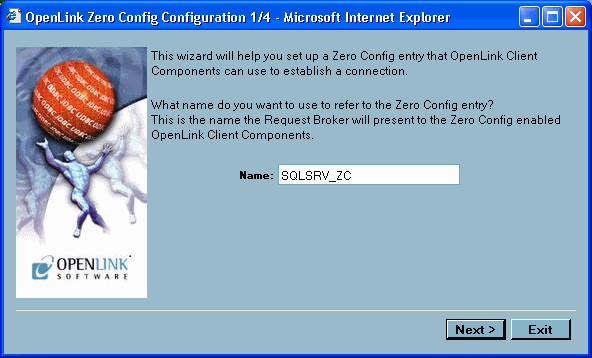 OpenLink Zero Config Configuration 1/4 - Microsoft Internet Explorer
This wizard will help you set up a Zero Config entry that OpenLink Client
Components can use to establish a connection.
What name do you want to use to refer to the Zero Config entry?
This is the name the Request Broker will present to the Zero Config enabled
OpenLink Client Components.
Name: SQLSRV_ZC
OPENLINK
SOFTWARE
Next > Exit